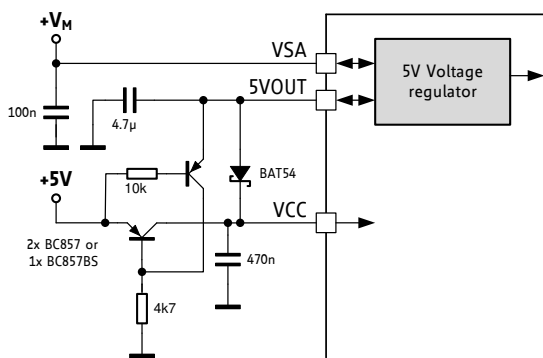 +VM
VSA
5V Voltage
regulator
5VOUT
100n
4.7µ
+5V
10k
BAT54
VCC
2x BC857 or
1x BC857BS
470n
4k7